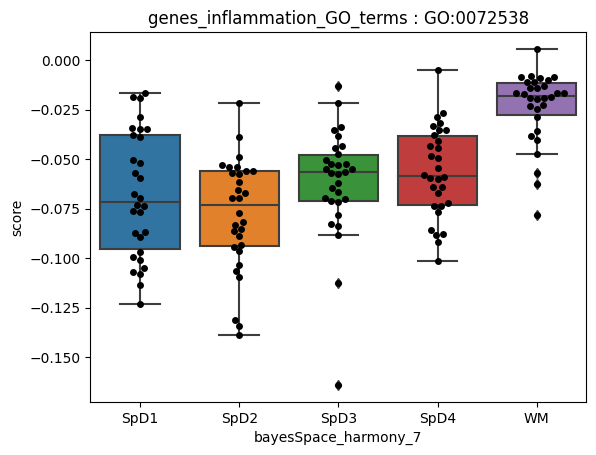 genes_inflammation_GO_terms : GO:0072538
0.000
−0.025
−0.050
−0.075
−0.100
−0.125
−0.150
score
SpD1 SpD2 SpD3 SpD4 WM
bayesSpace_harmony_7